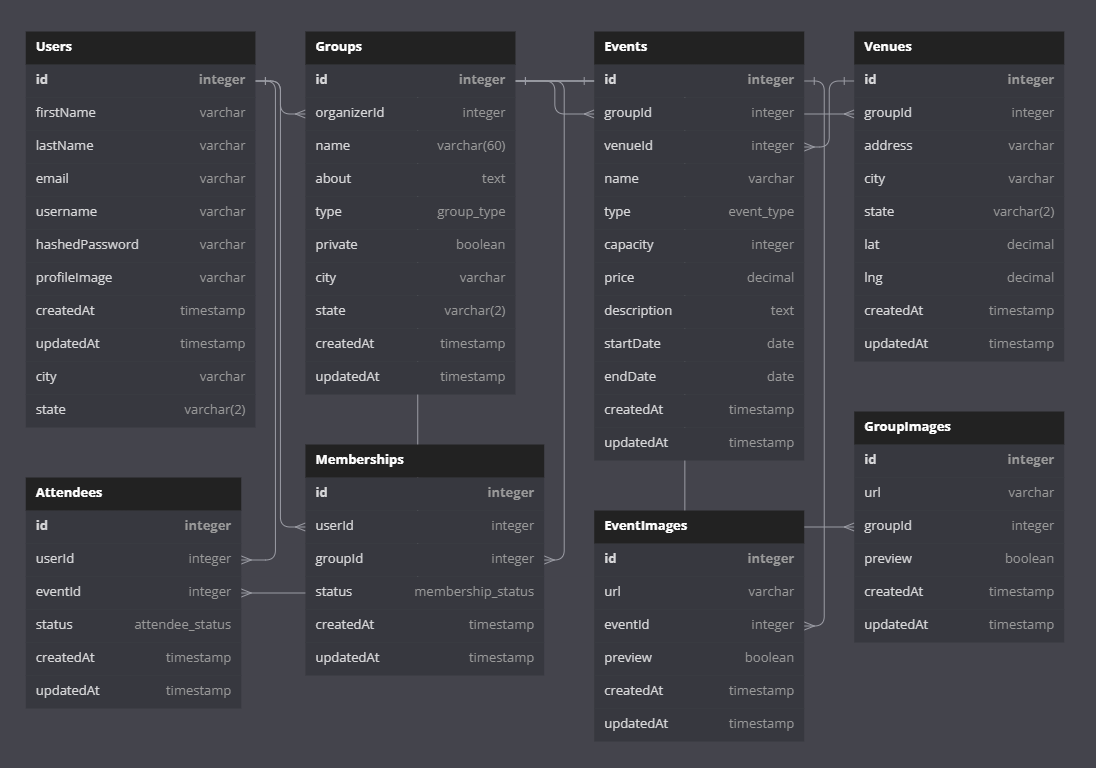 Users
id integer
firstName varchar
lastName varchar
email varchar
username varchar
hashedPassword varchar
profileImage varchar
createdAt timestamp
updatedAt timestamp
city varchar
state varchar(2)
Groups
id integer
organizerId integer
name varchar(60)
about text
type group_type
private boolean
city varchar
state varchar(2)
createdAt timestamp
updatedAt timestamp
Events
id integer
groupId integer
venueId integer
name varchar
type event_type
capacity integer
price decimal
description text
startDate date
endDate date
createdAt timestamp
updatedAt timestamp
Venues
id integer
groupId integer
address varchar
city varchar
state varchar(2)
lat decimal
lng decimal
createdAt timestamp
updatedAt timestamp
Attendees
id integer
userId integer
eventId integer
status attendee_status
createdAt timestamp
updatedAt timestamp
Memberships
id integer
userId integer
groupId integer
status membership_status
createdAt timestamp
updatedAt timestamp
EventImages
id integer
url varchar
eventId integer
preview boolean
createdAt timestamp
updatedAt timestamp
GroupImages
id integer
url varchar
groupId integer
preview boolean
createdAt timestamp
updatedAt timestamp